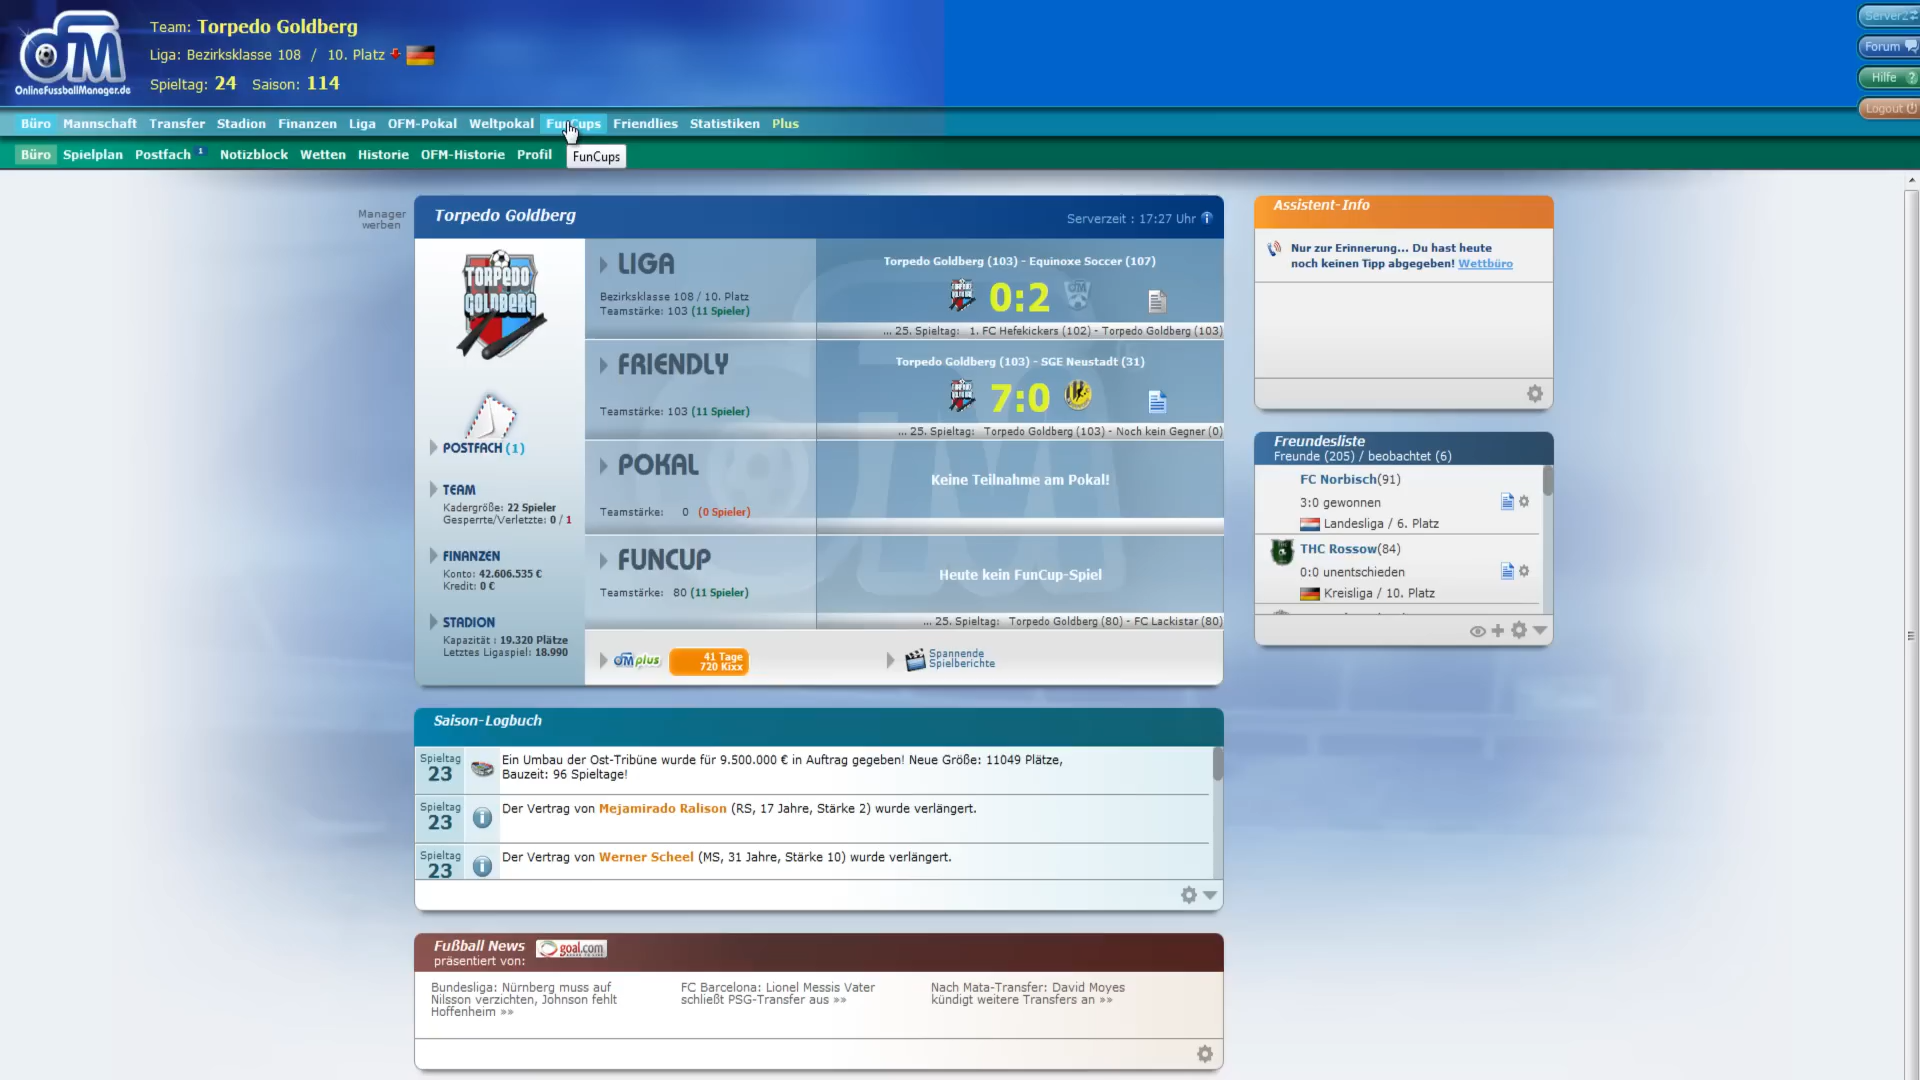 OFM
OnlineFussballManager.de
Team: Torpedo Goldberg
Liga: Bezirksklasse 108 / 10. Platz
Spieltag: 24 Saison: 114
Server2
Forum
Hilfe ?
Logout
Büro Mannschaft Transfer Stadion Finanzen Liga OFM-Pokal Weltpokal FunCups Friendlies Statistiken Plus
Büro Spielplan Postfach 1 Notizblock Wetten Historie OFM-Historie Profil
FunCups
Manager
werben
Torpedo Goldberg
Serverzeit : 17:27 Uhr
TORPEDO
GOLDBERG
POSTFACH (1)
TEAM
Kadergröße: 22 Spieler
Gesperrte/Verletzte: 0 / 1
FINANZEN
Konto: 42.606.535 €
Kredit: 0 €
STADION
Kapazität : 19.320 Plätze
Letztes Ligaspiel: 18.990
LIGA
Bezirksklasse 108 / 10. Platz
Teamstärke: 103 (11 Spieler)
Torpedo Goldberg (103) - Equinoxe Soccer (107)
0:2
... 25. Spieltag: 1. FC Hefekickers (102) - Torpedo Goldberg (103)
FRIENDLY
Teamstärke: 103 (11 Spieler)
Torpedo Goldberg (103) - SGE Neustadt (31)
7:0
... 25. Spieltag: Torpedo Goldberg (103) - Noch kein Gegner (0)
POKAL
Teamstärke: 0 (0 Spieler)
Keine Teilnahme am Pokal!
FUNCUP
Teamstärke: 80 (11 Spieler)
Heute kein FunCup-Spiel
... 25. Spieltag: Torpedo Goldberg (80) - FC Lackistar (80)
OFM plus
41 Tage
720 Kixx
Spannende
Spielberichte
Assistent-Info
Nur zur Erinnerung... Du hast heute
noch keinen Tipp abgegeben! Wettbüro
Freundesliste
Freunde (205) / beobachtet (6)
FC Norbisch(91)
3:0 gewonnen
Landesliga / 6. Platz
THC Rossow(84)
0:0 unentschieden
Kreisliga / 10. Platz
Saison-Logbuch
Spieltag
23
Ein Umbau der Ost-Tribüne wurde für 9.500.000 € in Auftrag gegeben! Neue Größe: 11049 Plätze,
Bauzeit: 96 Spieltage!
Spieltag
23
Der Vertrag von Mejamirado Ralison (RS, 17 Jahre, Stärke 2) wurde verlängert.
Spieltag
23
Der Vertrag von Werner Scheel (MS, 31 Jahre, Stärke 10) wurde verlängert.
Fußball News
präsentiert von:
goal.com
Bundesliga: Nürnberg muss auf
Nilsson verzichten, Johnson fehlt
Hoffenheim »»
FC Barcelona: Lionel Messis Vater
schließt PSG-Transfer aus »»
Nach Mata-Transfer: David Moyes
kündigt weitere Transfers an »»